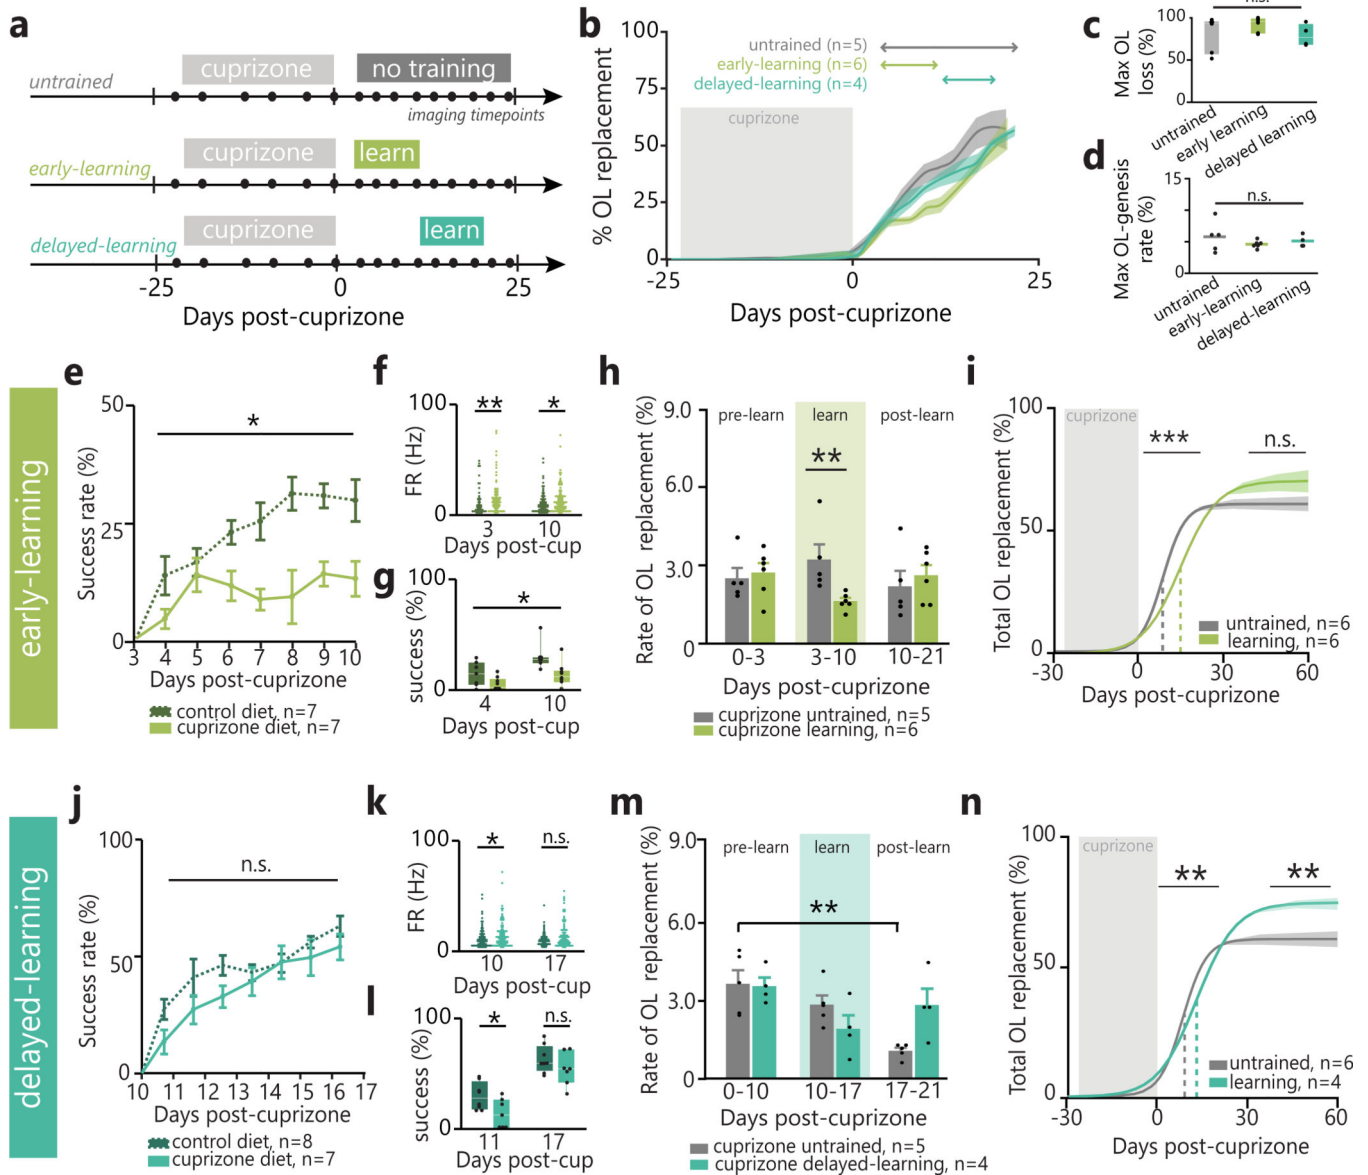 a
untrained
cuprizone
no training
imaging timepoints
early-learning
cuprizone
learn
delayed-learning
cuprizone
learn
-25
0
25
Days post-cuprizone
b
% OL replacement
100
75
50
25
0
untrained (n=5)
early-learning (n=6)
delayed-learning (n=4)
cuprizone
0
25
Days post-cuprizone
c
n.s.
Max OL
loss (%)
100
50
0
untrained
early learning
delayed learning
d
Max OL-genesis
rate (%)
15
0
n.s.
untrained
early-learning
delayed-learning
early-learning
e
Success rate (%)
50
25
0
*
3 4 5 6 7 8 9 10
Days post-cuprizone
control diet, n=7
cuprizone diet, n=7
f
FR (Hz)
100
0
** *
3 10
Days post-cup
g
success (%)
100
0
*
4 10
Days post-cup
h
Rate of OL replacement (%)
9.0
6.0
3.0
0
pre-learn learn post-learn
**
0-3 3-10 10-21
Days post-cuprizone
cuprizone untrained, n=5
cuprizone learning, n=6
i
Total OL replacement (%)
100
50
0
cuprizone
*** n.s.
untrained, n=6
learning, n=6
-30 0 30 60
Days post-cuprizone
delayed-learning
j
Success rate (%)
100
50
0
n.s.
10 11 12 13 14 15 16 17
Days post-cuprizone
control diet, n=8
cuprizone diet, n=7
k
FR (Hz)
100
0
* n.s.
10 17
Days post-cup
l
success (%)
100
0
* n.s.
11 17
Days post-cup
m
Rate of OL replacement (%)
9.0
6.0
3.0
0
pre-learn learn post-learn
**
0-10 10-17 17-21
Days post-cuprizone
cuprizone untrained, n=5
cuprizone delayed-learning, n=4
n
Total OL replacement (%)
100
50
0
cuprizone
** **
untrained, n=6
learning, n=4
-30 0 30 60
Days post-cuprizone